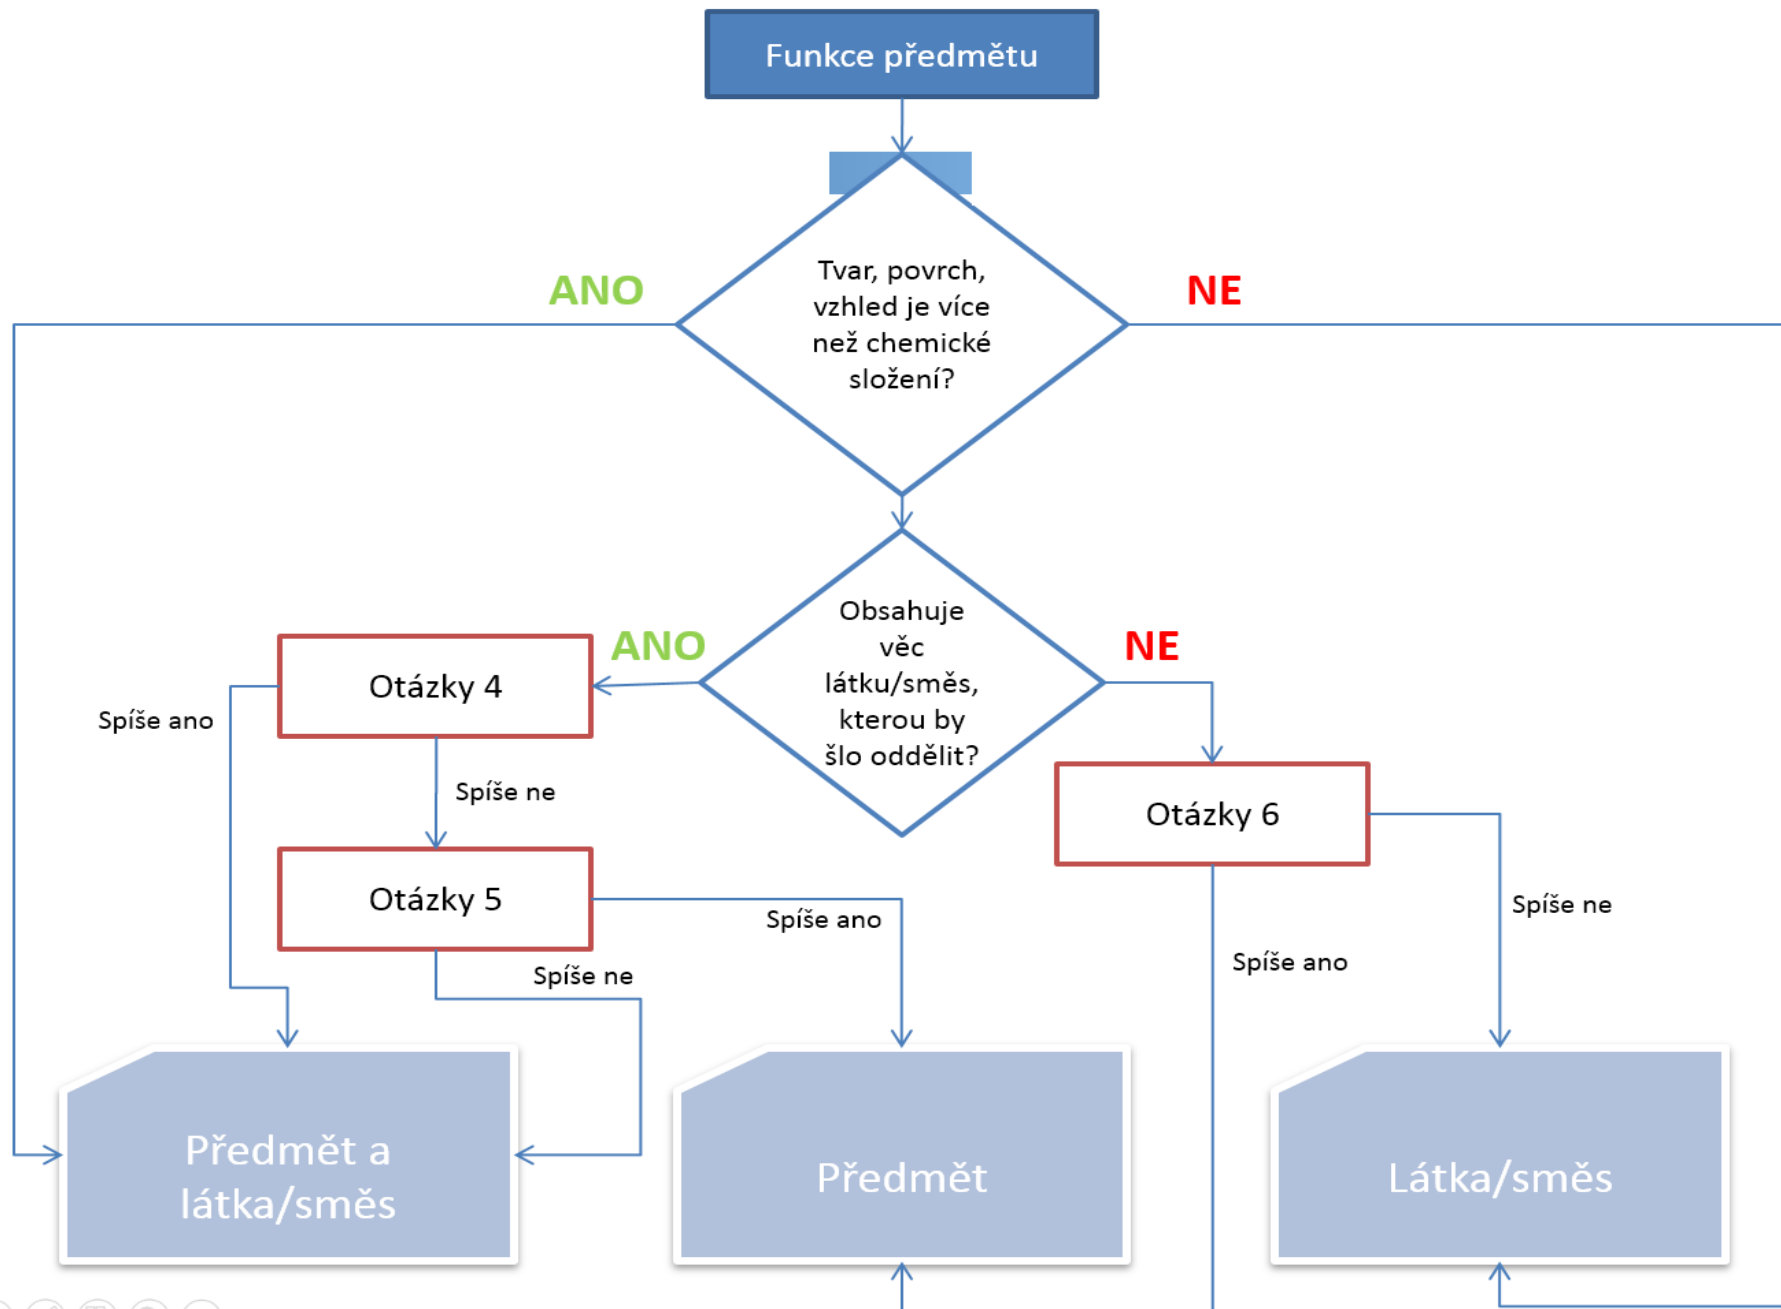 Funkce předmětu
ANO
Tvar, povrch,
vzhled je více
než chemické
složení?
NE
ANO
Obsahuje
věc
látku/směs,
kterou by
šlo oddělit?
NE
Otázky 4
Spíše ano
Spíše ne
Otázky 6
Otázky 5
Spíše ano
Spíše ne
Spíše ne
Spíše ano
Předmět a
látka/směs
Předmět
Látka/směs